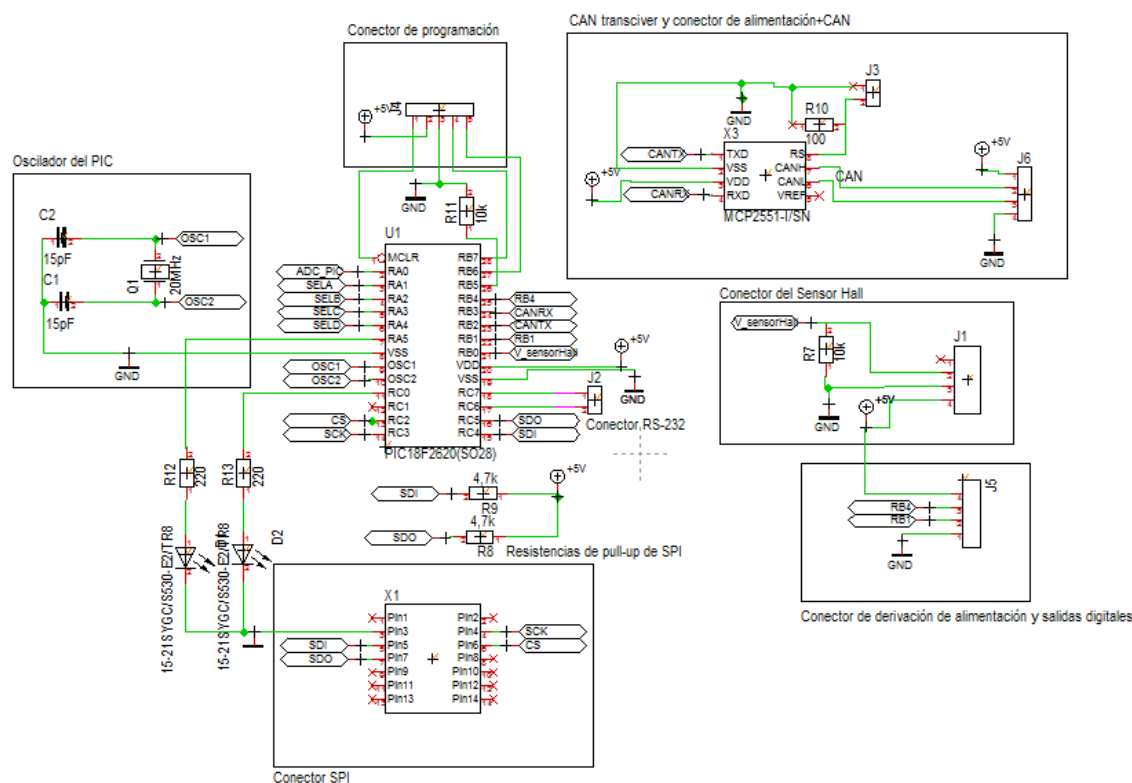 CAN transciver y conector de alimentación+CAN
Conector de programación
+5V
J4
GND
R11
10k
J3
GND
R10
100
X3
CANTX
CANRX
+5V
TXD
VSS
VDD
RXD
RS
CANH
CANL
VREF
CAN
MCP2551-I/SN
+5V
J6
GND
Oscilador del PIC
C2
15pF
C1
15pF
Q1
20MHz
OSC1
OSC2
GND
U1
ADC_PIC
SELA
SELB
SELC
SELD
OSC1
OSC2
CS
SCK
MCLR
RA0
RA1
RA2
RA3
RA4
RA5
VSS
OSC1
OSC2
RC0
RC1
RC2
RC3
RB7
RB6
RB5
RB4
RB3
RB2
RB1
RB0
VDD
VSS
RC7
RC6
RC5
RC4
RB4
CANRX
CANTX
RB1
V_sensorHall
+5V
GND
J2
SDO
SDI
Conector,RS-232
PIC18F2620(SO28)
Conector del Sensor Hall
V_sensorHall
R7
10k
GND
+5V
J1
J5
RB4
RB1
GND
Conector de derivación de alimentación y salidas digitales
R12
220
R13
220
15-21SYGC/S530-E2/TR8
15-21SYGC/S530-E2/TR8
D2
SDI
4,7k
R9
SDO
4,7k
R8
+5V
Resistencias de pull-up de SPI
X1
PIn1
PIn3
PIn5
PIn7
PIn9
PIn11
PIn13
PIn2
PIn4
PIn6
PIn8
PIn10
PIn12
PIn14
SDI
SDO
SCK
CS
Conector SPI